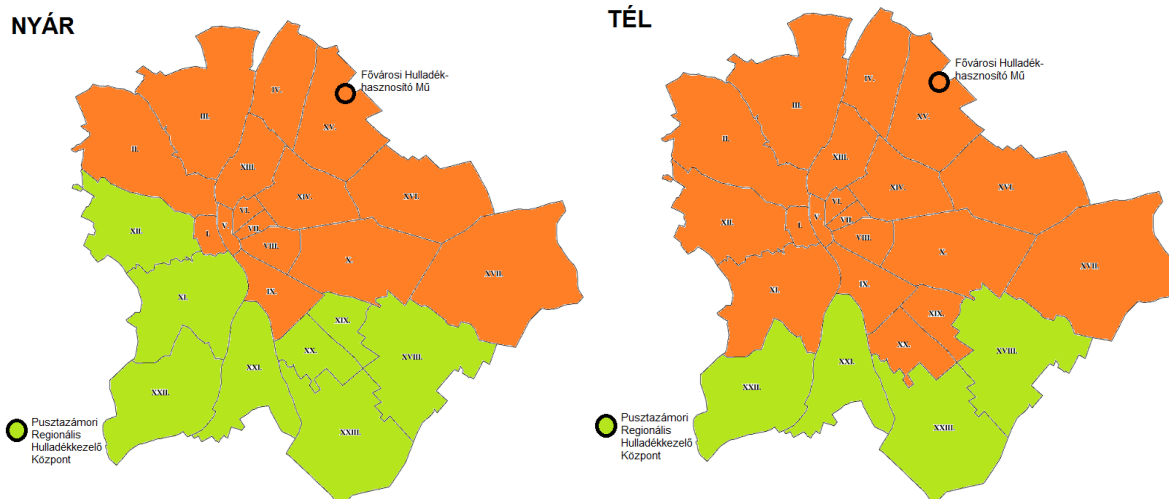 NYÁR
Fővárosi Hulladék-
hasznosító Mű
IV.
III.
XV.
II.
XIII.
XIV.
XVI.
VI.
XII.
I.
V.
VII.
VIII.
X.
XVII.
IX.
XI.
XIX.
XX.
XVIII.
XXI.
XXII.
XXIII.
Pusztazámori
Regionális
Hulladékkezelő
Központ
TÉL
Fővárosi Hulladék-
hasznosító Mű
IV.
III.
XV.
II.
XIII.
XVI.
XIV.
VI.
XII.
I.
V.
VII.
VIII.
X.
XVII.
IX.
XI.
XIX.
XX.
XVIII.
XXI.
XXII.
XXIII.
Pusztazámori
Regionális
Hulladékkezelő
Központ